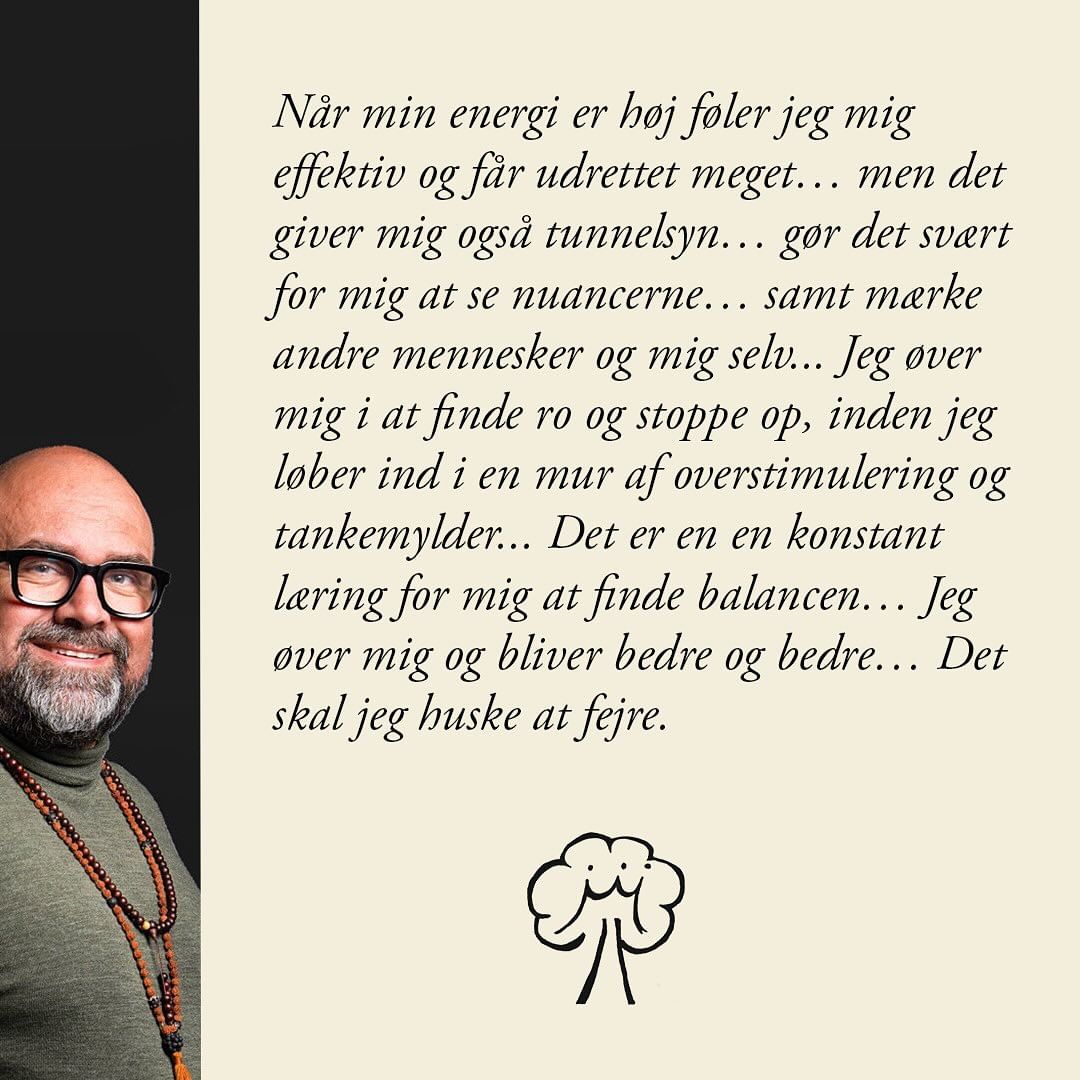 Når min energi er høj føler jeg mig
effektiv og får udrettet meget... men det
giver mig også tunnelsyn... gør det svært
for mig at se nuancerne... samt mærke
andre mennesker og mig selv... Jeg øver
mig i at finde ro og stoppe op, inden jeg
løber ind i en mur af overstimulering og
tankemylder... Det er en en konstant
læring for mig at finde balancen... Jeg
øver mig og bliver bedre og bedre... Det
skal jeg huske at fejre.